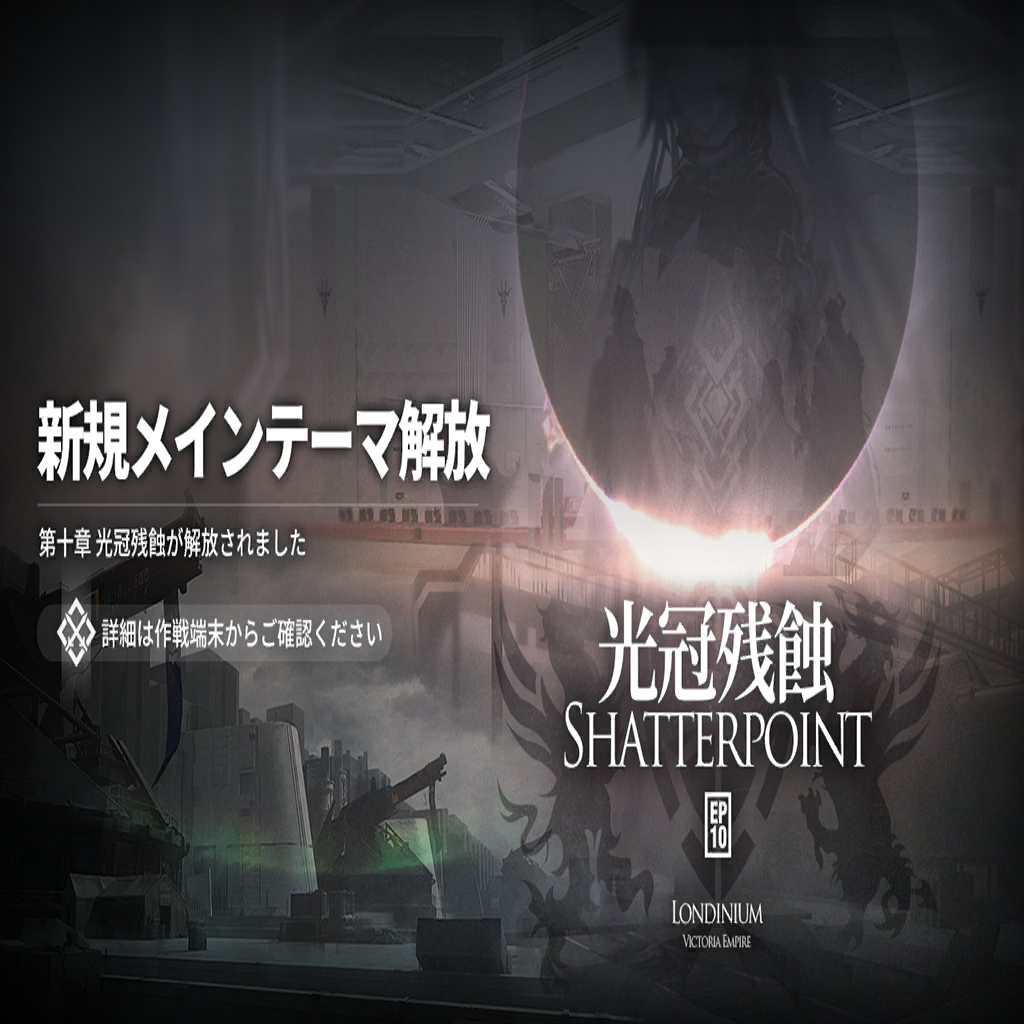 新規メインテーマ解放
第十章 光冠残蝕が解放されました
詳細は作戦端末からご確認ください
光冠残蝕
SHATTERPOINT
EP
10
LONDINIUM
VICTORIA EMPIRE